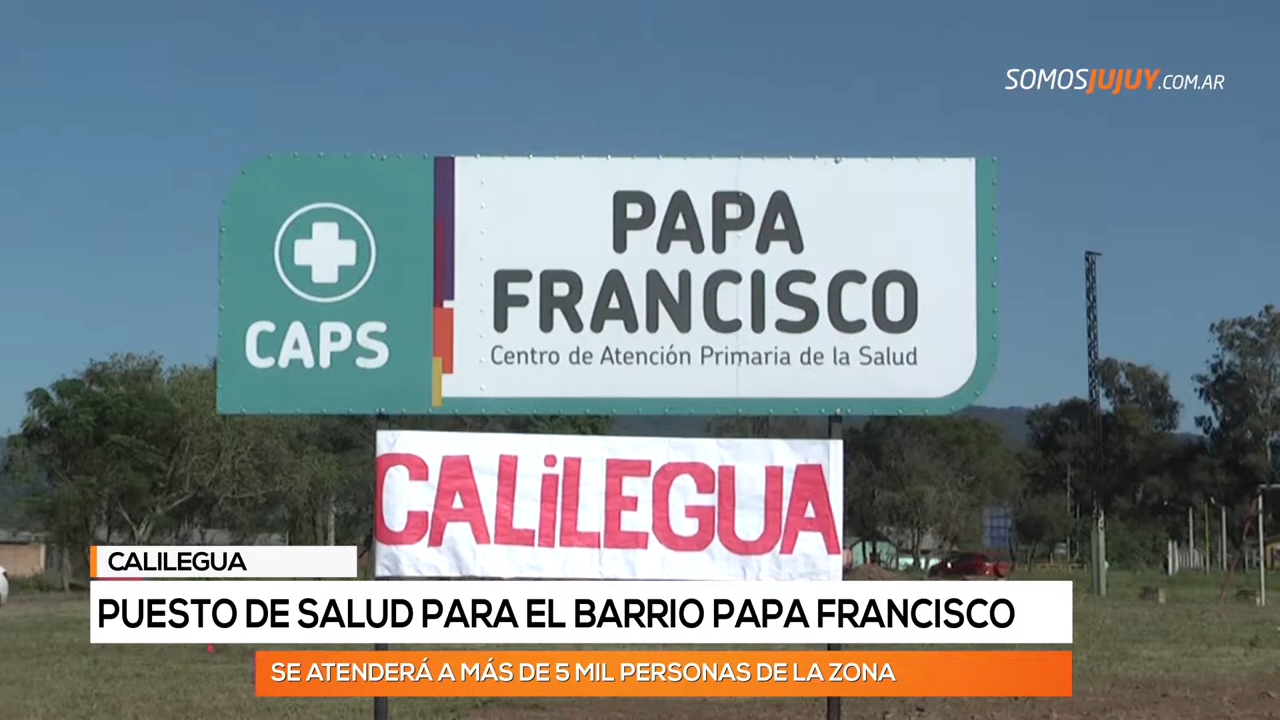 SOMOSJUJUY.COM.AR
CAPS
PAPA
FRANCISCO
Centro de Atención Primaria de la Salud
CALiLEGUA
CALILEGUA
PUESTO DE SALUD PARA EL BARRIO PAPA FRANCISCO
SE ATENDERÁ A MÁS DE 5 MIL PERSONAS DE LA ZONA